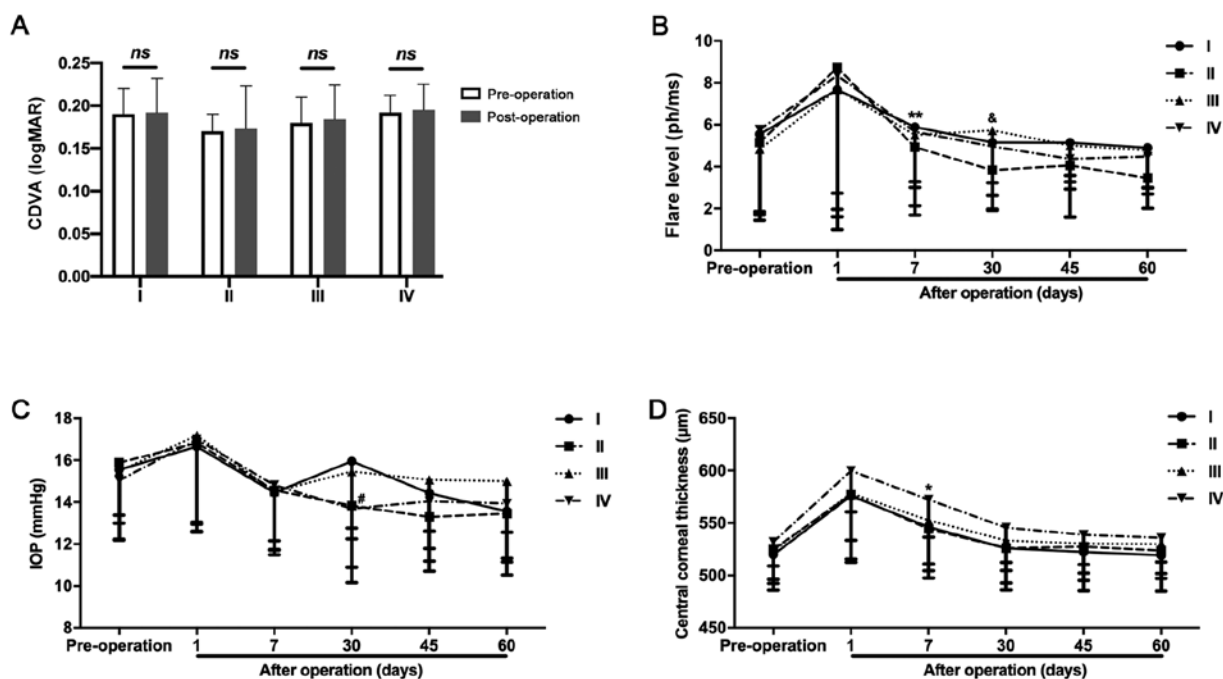 A
ns ns ns ns
CDVA (logMAR)
0.25
0.20
0.15
0.10
0.05
0.00
I II III IV
Pre-operation
Post-operation
B
Flare level (ph/ms)
10
8
6
4
2
0
**
&
Pre-operation 1 7 30 45 60
After operation (days)
I
II
III
IV
C
IOP (mmHg)
18
16
14
12
10
8
#
Pre-operation 1 7 30 45 60
After operation (days)
I
II
III
IV
D
Central corneal thickness (μm)
650
600
550
500
450
*
Pre-operation 1 7 30 45 60
After operation (days)
I
II
III
IV